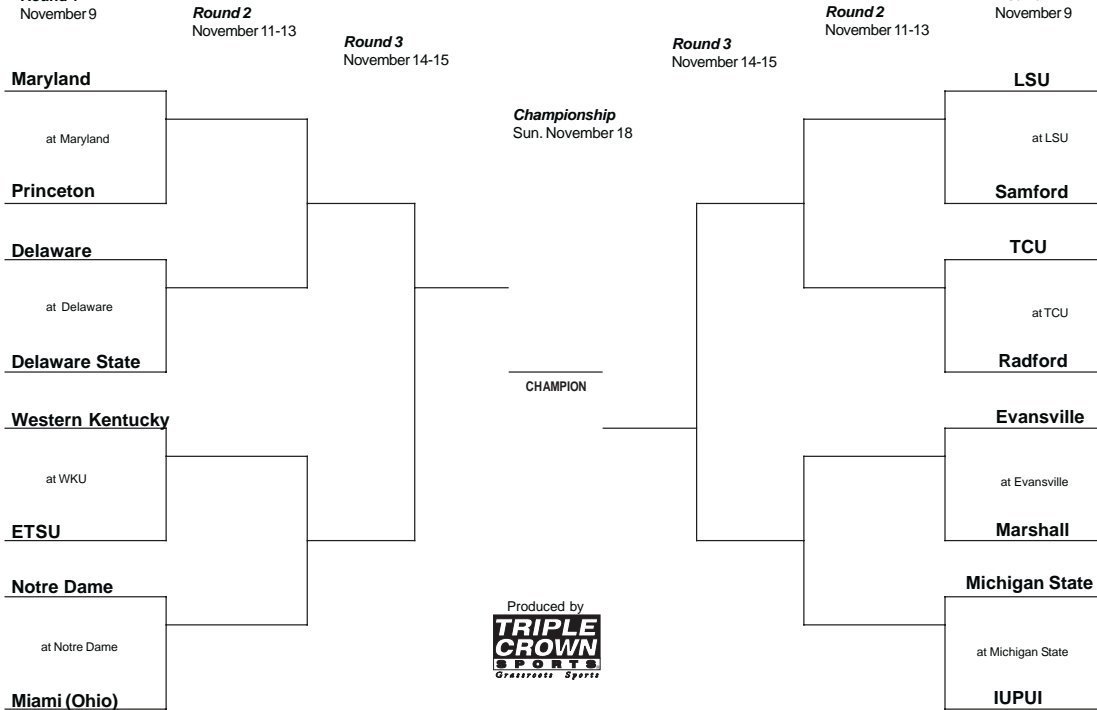 November 9
Round 2
November 11-13
Round 3
November 14-15
Round 3
November 14-15
Round 2
November 11-13
November 9
Championship
Sun. November 18
Maryland
at Maryland
Princeton
Delaware
at Delaware
Delaware State
Western Kentucky
at WKU
ETSU
Notre Dame
at Notre Dame
Miami (Ohio)
CHAMPION
Produced by
TRIPLE
CROWN
SPORTS
Grassroots Sports
LSU
at LSU
Samford
TCU
at TCU
Radford
Evansville
at Evansville
Marshall
Michigan State
at Michigan State
IUPUI